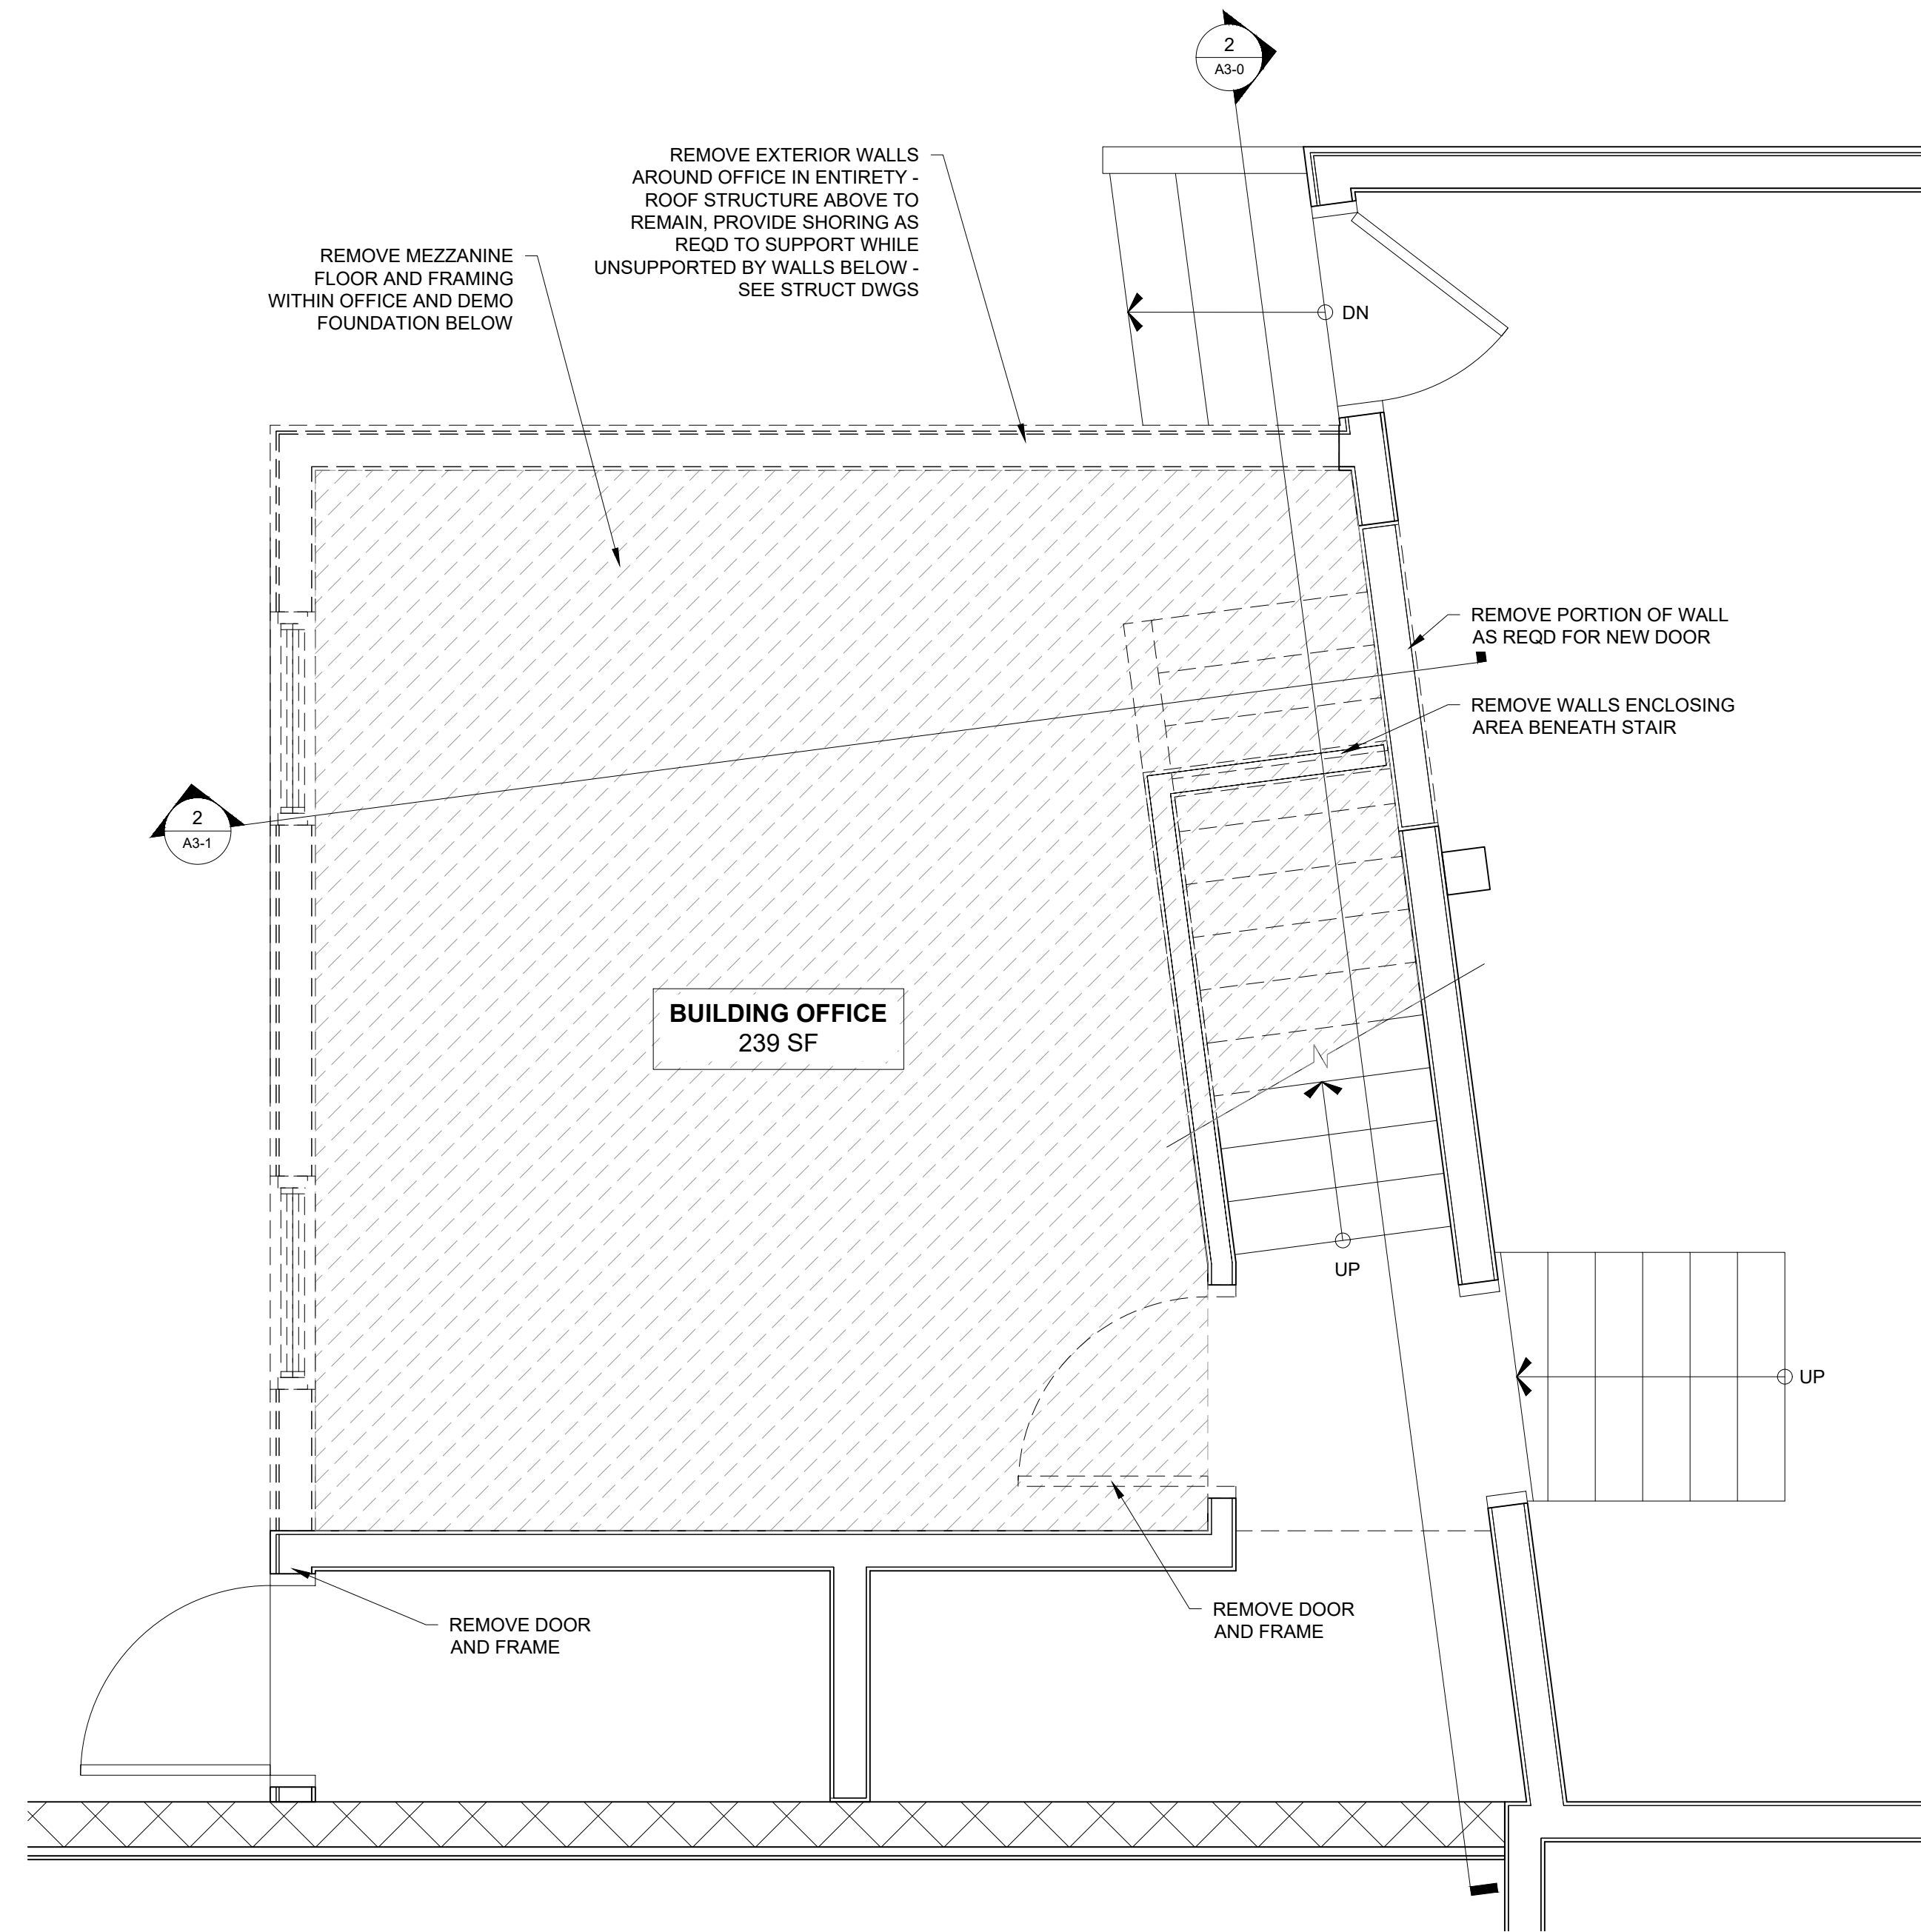 2
A3-0
REMOVE EXTERIOR WALLS
AROUND OFFICE IN ENTIRETY -
ROOF STRUCTURE ABOVE TO
REMAIN, PROVIDE SHORING AS
REQD TO SUPPORT WHILE
UNSUPPORTED BY WALLS BELOW -
SEE STRUCT DWGS
REMOVE MEZZANINE
FLOOR AND FRAMING
WITHIN OFFICE AND DEMO
FOUNDATION BELOW
DN
REMOVE PORTION OF WALL
AS REQD FOR NEW DOOR
REMOVE WALLS ENCLOSING
AREA BENEATH STAIR
2
A3-1
BUILDING OFFICE
239 SF
UP
UP
REMOVE DOOR
AND FRAME
REMOVE DOOR
AND FRAME